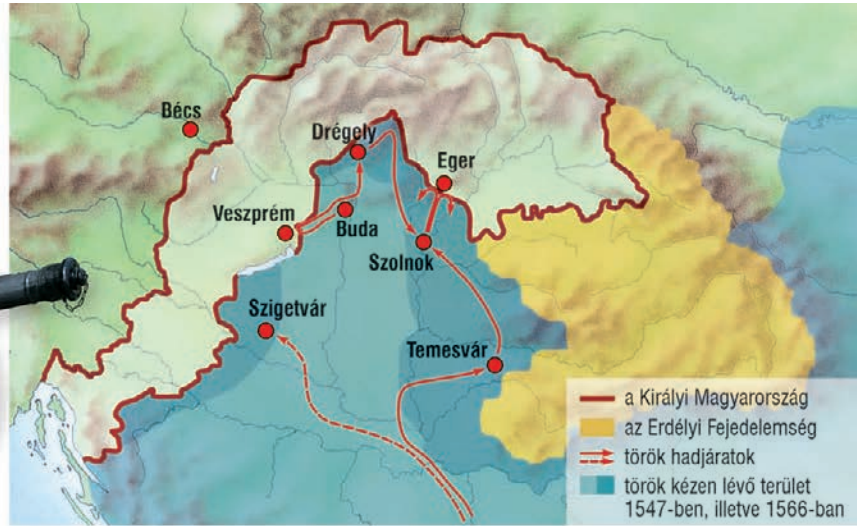 Bécs
Drégely
Eger
Veszprém
Buda
Szolnok
Szigetvár
Temesvár
a Királyi Magyarország
az Erdélyi Fejedelemség
török hadjáratok
török kézen lévő terület
1547-ben, illetve 1566-ban